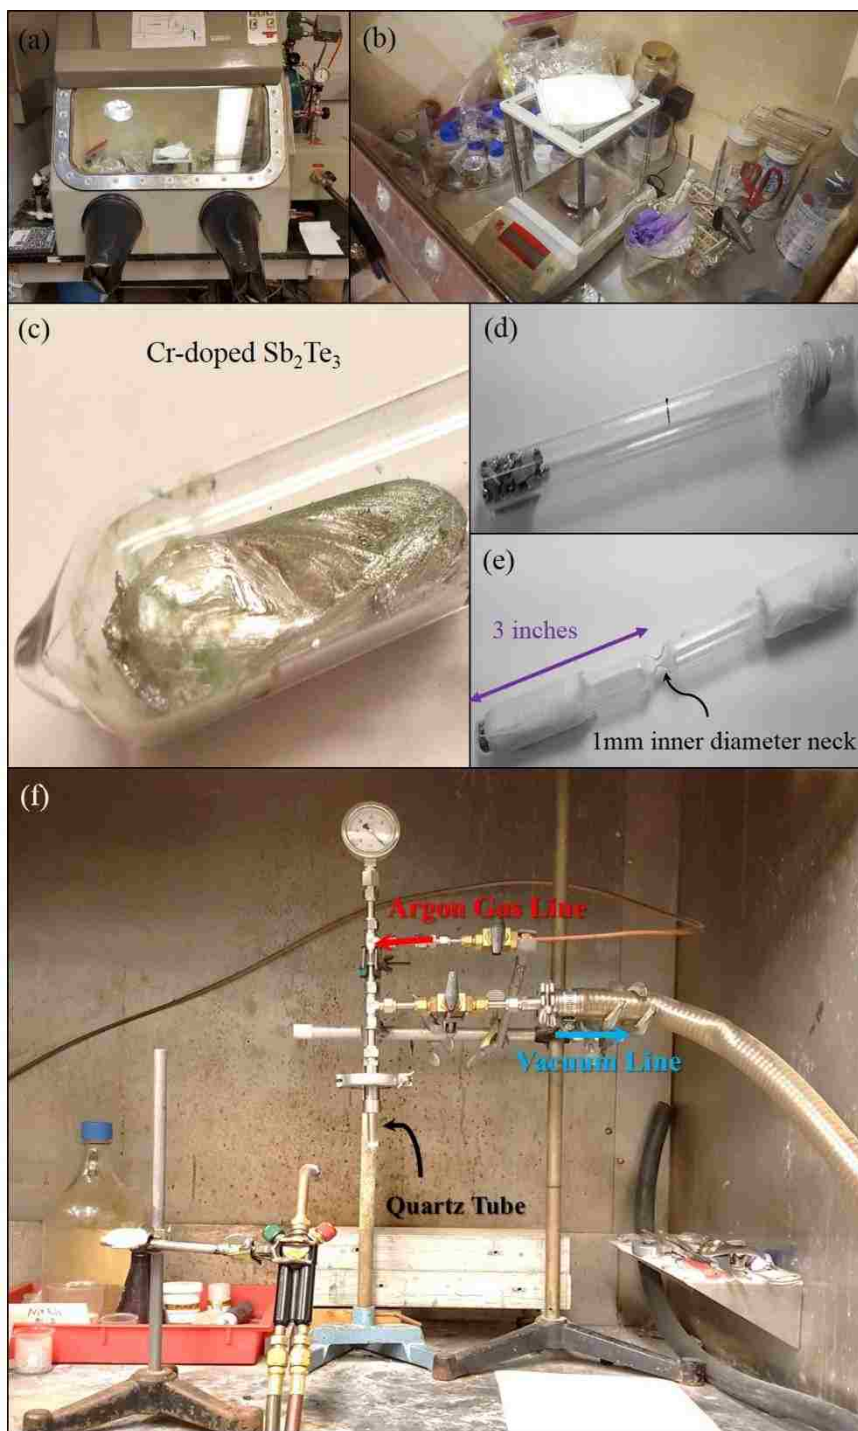 (a)
(b)
(c)
Cr-doped Sb₂Te₃
(d)
(e)
3 inches
1mm inner diameter neck
(f)
Argon Gas Line
Vacuum Line
Quartz Tube